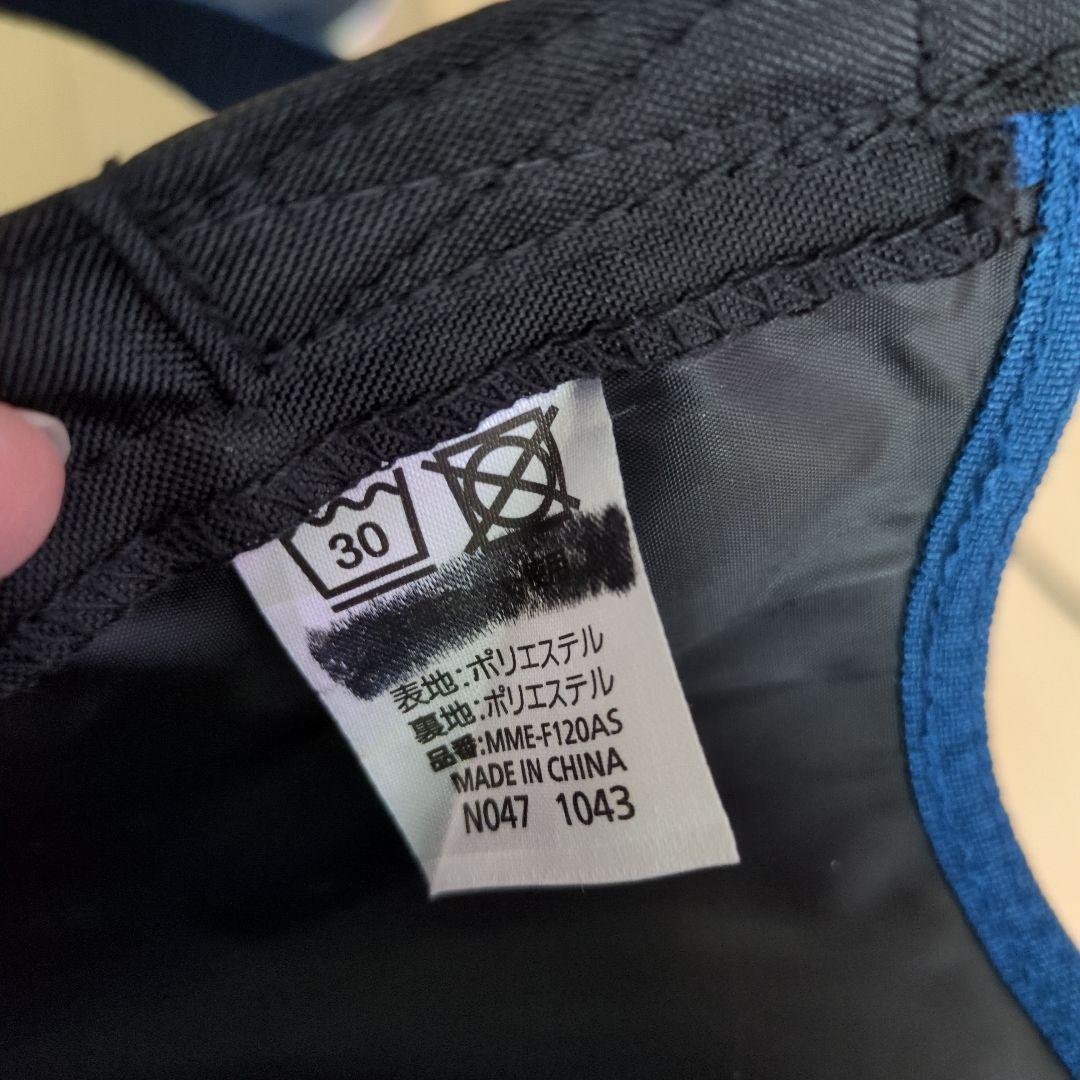 30
表地:ポリエステル
裏地:ポリエステル
品番:MME-F120AS
MADE IN CHINA
N047 1043